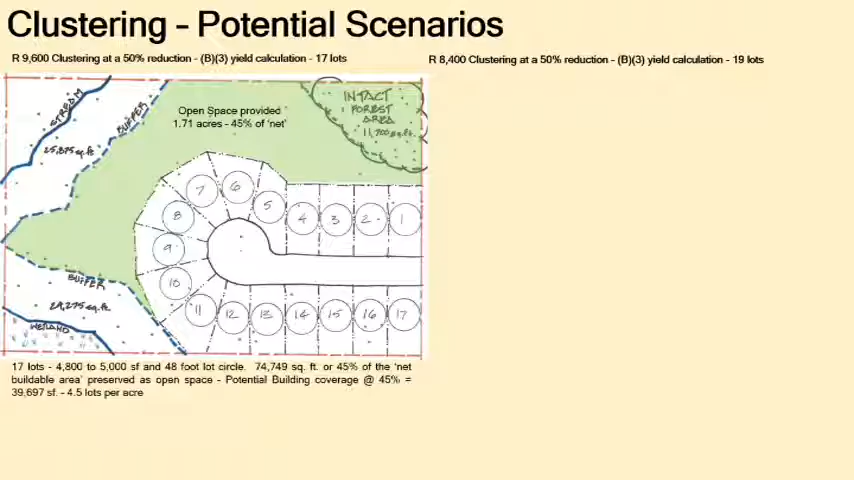 Clustering - Potential Scenarios
R 9,600 Clustering at a 50% reduction - (B)(3) yield calculation - 17 lots
R 8,400 Clustering at a 50% reduction - (B)(3) yield calculation - 19 lots
Open Space provided
1.71 acres - 45% of 'net'
INTACT
FOREST
AREA
11,700 sq.ft.
STREAM
BUFFER
25,875 sq.ft.
7
6
8
5
4
3
2
1
9
10
BUFFER
29,275 sq.ft.
WETLAND
11
12
13
14
15
16
17
17 lots - 4,800 to 5,000 sf and 48 foot lot circle. 74,749 sq. ft. or 45% of the 'net
buildable area' preserved as open space - Potential Building coverage @ 45% =
39,697 sf. - 4.5 lots per acre